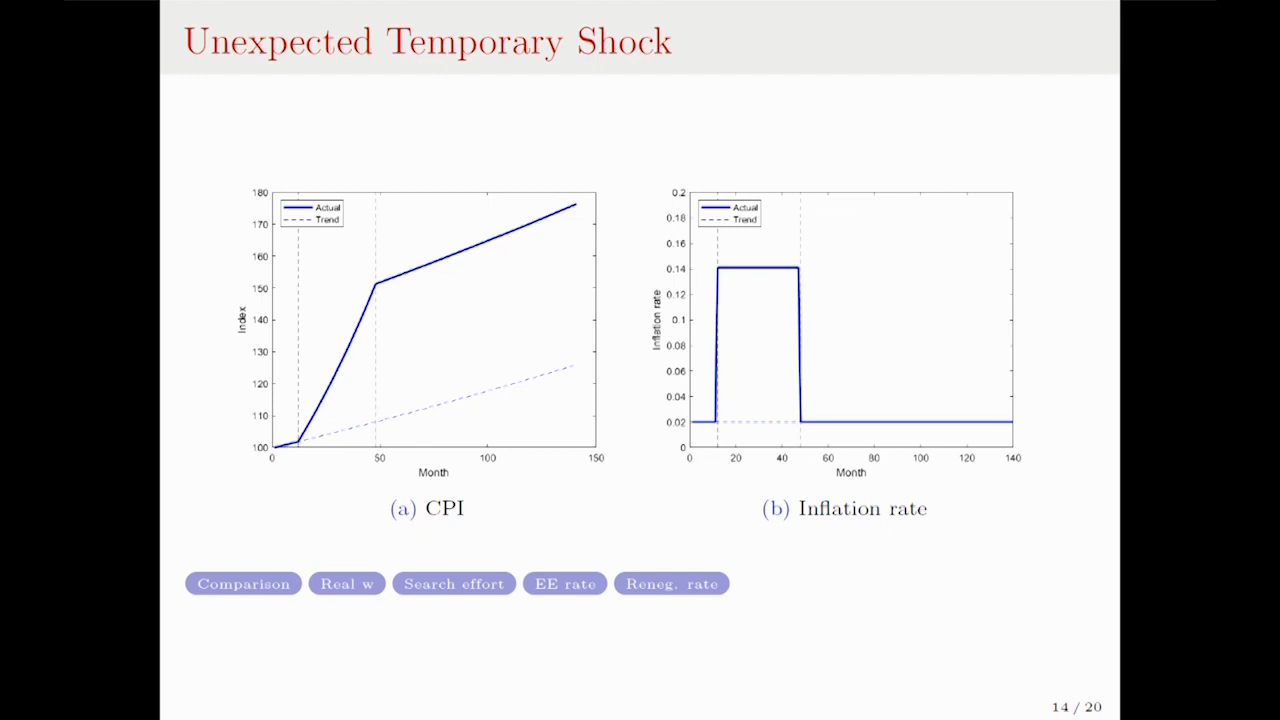 Unexpected Temporary Shock
180
170
160
150
140
130
120
110
100
0
50
100
150
Index
Month
Actual
Trend
(a) CPI
0.2
0.18
0.16
0.14
0.12
0.1
0.08
0.06
0.04
0.02
0
0
20
40
60
80
100
120
140
Inflation rate
Month
Actual
Trend
(b) Inflation rate
Comparison Real w Search effort EE rate Reneg. rate
14 / 20